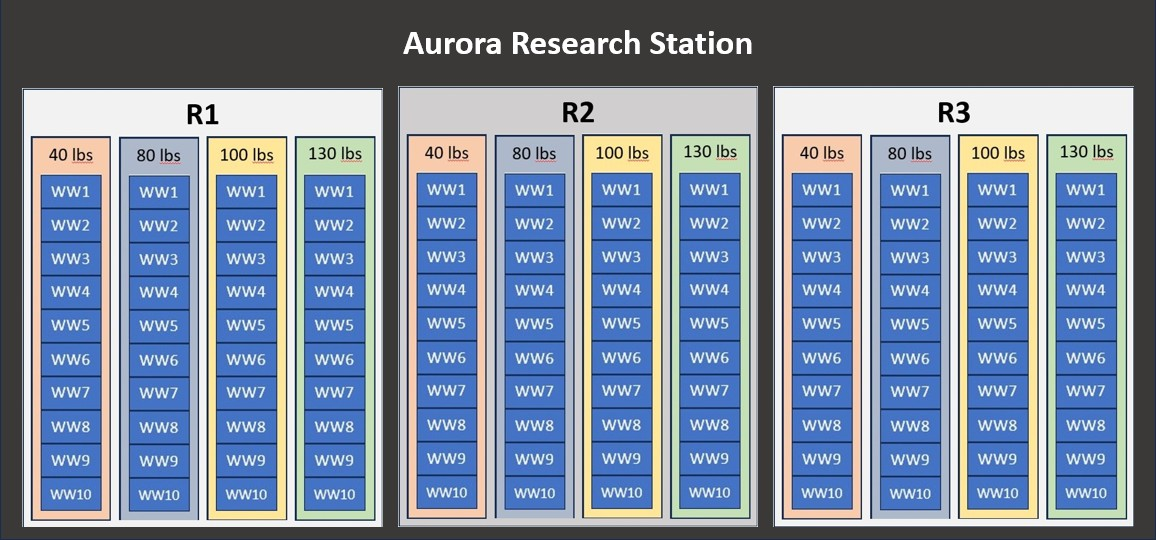 Aurora Research Station
R1 R2 R3
40 lbs 80 lbs 100 lbs 130 lbs 40 lbs 80 lbs 100 lbs 130 lbs 40 lbs 80 lbs 100 lbs 130 lbs
WW1 WW1 WW1 WW1 WW1 WW1 WW1 WW1 WW1 WW1 WW1 WW1
WW2 WW2 WW2 WW2 WW2 WW2 WW2 WW2 WW2 WW2 WW2 WW2
WW3 WW3 WW3 WW3 WW3 WW3 WW3 WW3 WW3 WW3 WW3 WW3
WW4 WW4 WW4 WW4 WW4 WW4 WW4 WW4 WW4 WW4 WW4 WW4
WW5 WW5 WW5 WW5 WW5 WW5 WW5 WW5 WW5 WW5 WW5 WW5
WW6 WW6 WW6 WW6 WW6 WW6 WW6 WW6 WW6 WW6 WW6 WW6
WW7 WW7 WW7 WW7 WW7 WW7 WW7 WW7 WW7 WW7 WW7 WW7
WW8 WW8 WW8 WW8 WW8 WW8 WW8 WW8 WW8 WW8 WW8 WW8
WW9 WW9 WW9 WW9 WW9 WW9 WW9 WW9 WW9 WW9 WW9 WW9
WW10 WW10 WW10 WW10 WW10 WW10 WW10 WW10 WW10 WW10 WW10 WW10